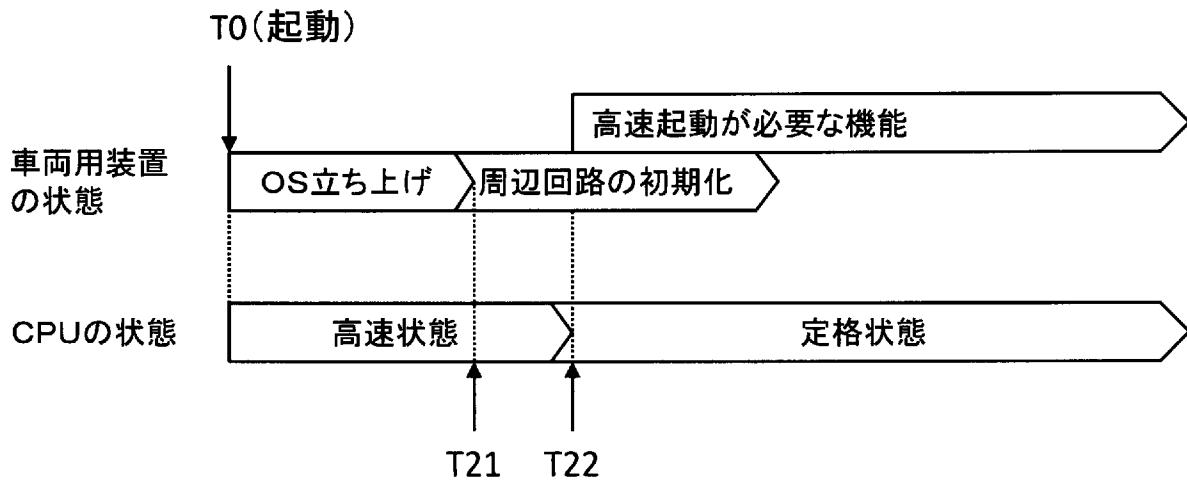 T0(起動)
高速起動が必要な機能
車両用装置
の状態
OS立ち上げ
周辺回路の初期化
CPUの状態
高速状態
定格状態
T21
T22